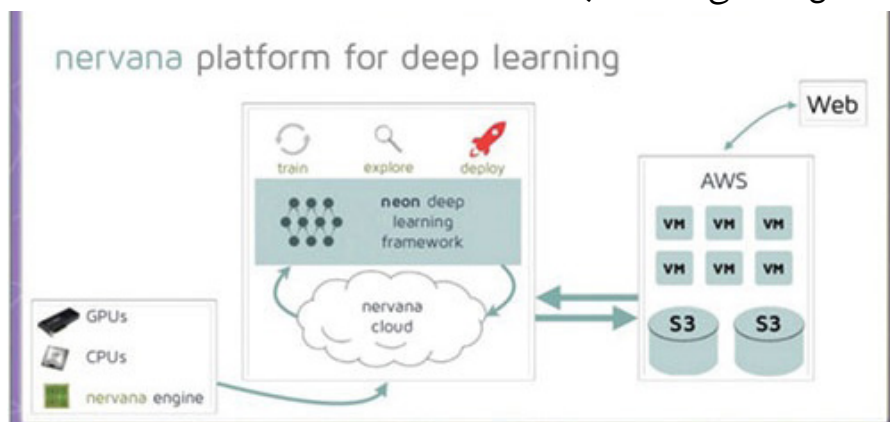 nervana platform for deep learning
Web
train
explore
deploy
AWS
neon deep
learning
framework
VM VM VM
VM VM VM
nervana
cloud
S3 S3
GPUs
CPUs
nervana engine